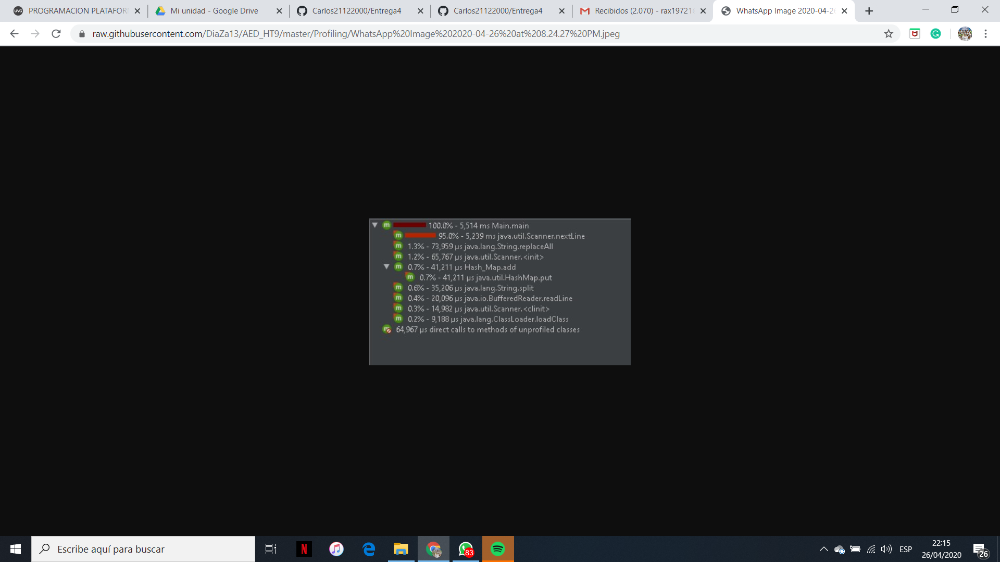 UVG PROGRAMACION PLATAFOR
Mi unidad - Google Drive
Carlos21122000/Entrega4
Carlos21122000/Entrega4
Recibidos (2.070) - rax19721
WhatsApp Image 2020-04-26
raw.githubusercontent.com/DiaZa13/AED_HT9/master/Profiling/WhatsApp%20Image%202020-04-26%20at%208.24.27%20PM.jpeg
m 100.0% - 5,514 ms Main.main
m 95.0% - 5,239 ms java.util.Scanner.nextLine
m 1.3% - 73,959 µs java.lang.String.replaceAll
m 1.2% - 65,767 µs java.util.Scanner.<init>
m 0.7% - 41,211 µs Hash_Map.add
m 0.7% - 41,211 µs java.util.HashMap.put
m 0.6% - 35,206 µs java.lang.String.split
m 0.4% - 20,096 µs java.io.BufferedReader.readLine
m 0.3% - 14,982 µs java.util.Scanner.<clinit>
m 0.2% - 9,188 µs java.lang.ClassLoader.loadClass
m 64,967 µs direct calls to methods of unprofiled classes
Escribe aquí para buscar
N
83
ESP
22:15
26/04/2020
26